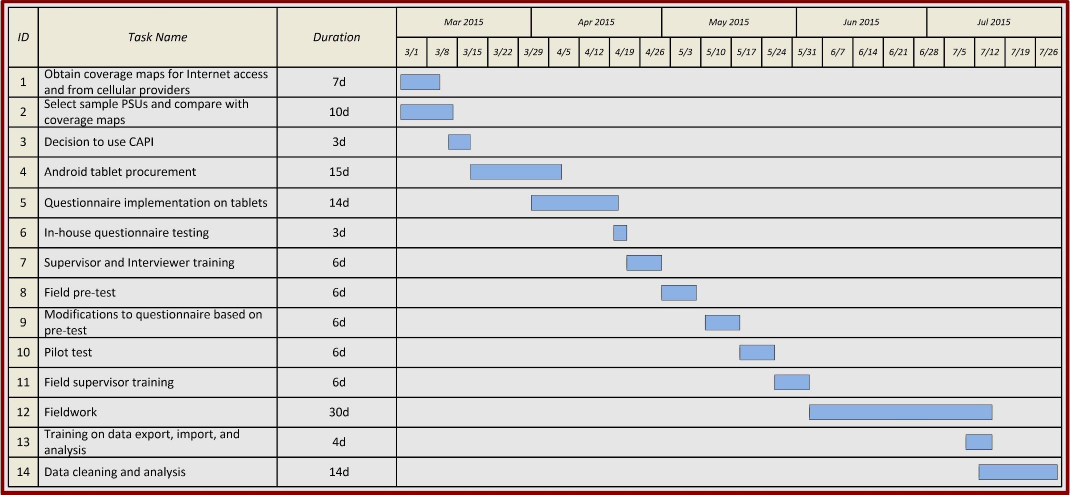 ID Task Name Duration Mar 2015 Apr 2015 May 2015 Jun 2015 Jul 2015
3/1 3/8 3/15 3/22 3/29 4/5 4/12 4/19 4/26 5/3 5/10 5/17 5/24 5/31 6/7 6/14 6/21 6/28 7/5 7/12 7/19 7/26
1 Obtain coverage maps for Internet access
and from cellular providers 7d
2 Select sample PSUs and compare with
coverage maps 10d
3 Decision to use CAPI 3d
4 Android tablet procurement 15d
5 Questionnaire implementation on tablets 14d
6 In-house questionnaire testing 3d
7 Supervisor and Interviewer training 6d
8 Field pre-test 6d
9 Modifications to questionnaire based on
pre-test 6d
10 Pilot test 6d
11 Field supervisor training 6d
12 Fieldwork 30d
13 Training on data export, import, and
analysis 4d
14 Data cleaning and analysis 14d